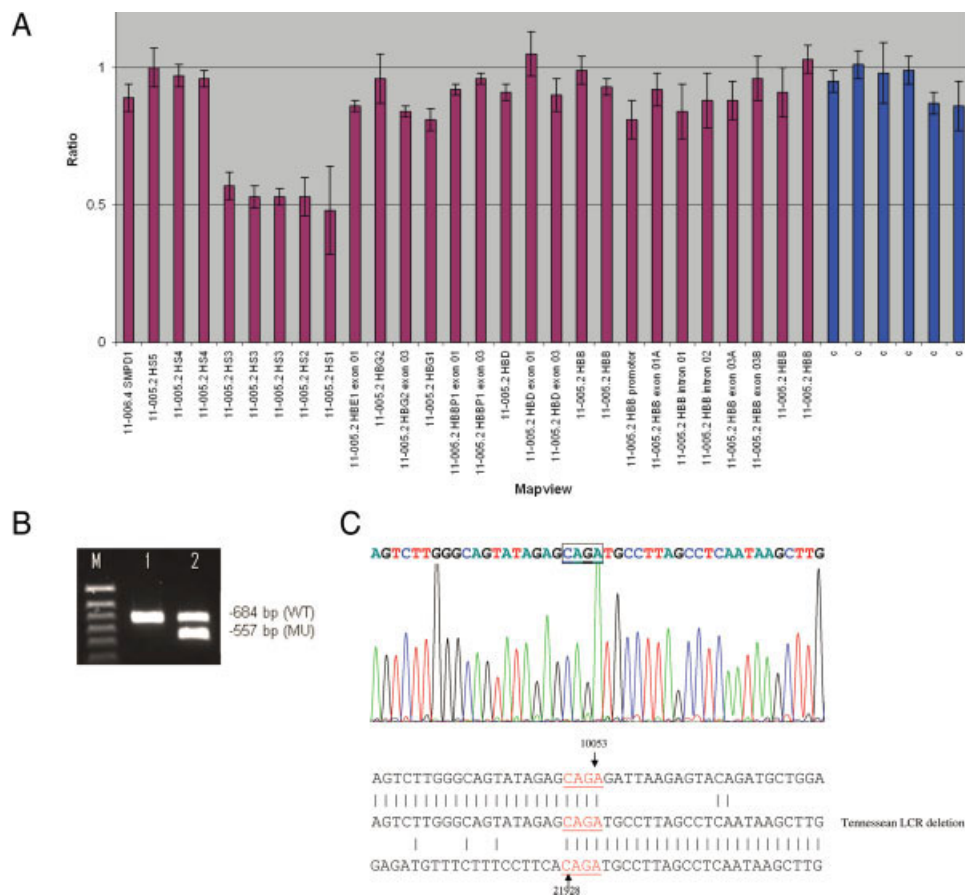 A
Ratio
1
0.5
0
11-006.4 SMPD1
11-005.2 HS5
11-005.2 HS4
11-005.2 HS4
11-005.2 HS3
11-005.2 HS3
11-005.2 HS3
11-005.2 HS2
11-005.2 HS1
11-005.2 HBE1 exon 01
11-005.2 HBG2
11-005.2 HBG2 exon 03
11-005.2 HBG1
11-005.2 HBBP1 exon 01
11-005.2 HBBP1 exon 03
11-005.2 HBD
11-005.2 HBD exon 01
11-005.2 HBD exon 03
11-005.2 HBB
11-005.2 HBB
11-005.2 HBB promotor
11-005.2 HBB exon 01A
11-005.2 HBB intron 01
11-005.2 HBB intron 02
11-005.2 HBB exon 03A
11-005.2 HBB exon 03B
11-005.2 HBB
11-005.2 HBB
c
c
c
c
c
c
Mapview
B
M 1 2
-684 bp (WT)
-557 bp (MU)
C
AGTCTTGGGCAGTATAGAGCAGATGCCTTAGCCTCAATAAGCTTG
10053
AGTCTTGGGCAGTATAGAGCAGAGATTAAGAGTACAGATGCTGGA
AGTCTTGGGCAGTATAGAGCAGATGCCTTAGCCTCAATAAGCTTG Tennessean LCR deletion
GAGATGTTTCTTTCCTTCACAGATGCCTTAGCCTCAATAAGCTTG
21928